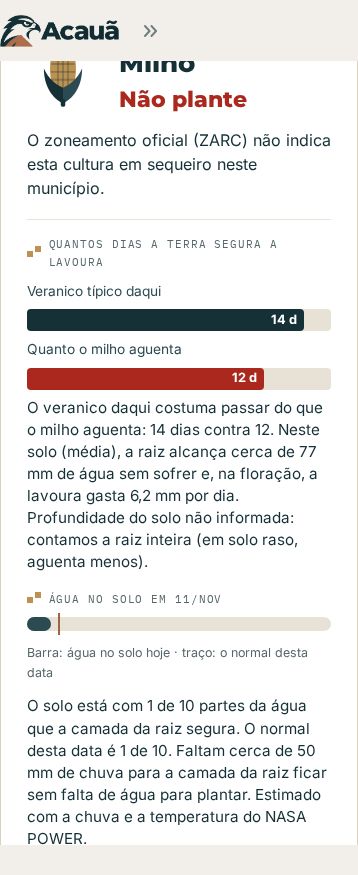 Acauã »
Milho
Não plante
O zoneamento oficial (ZARC) não indica
esta cultura em sequeiro neste
município.
QUANTOS DIAS A TERRA SEGURA A
LAVOURA
Veranico típico daqui
14 d
Quanto o milho aguenta
12 d
O veranico daqui costuma passar do que
o milho aguenta: 14 dias contra 12. Neste
solo (média), a raiz alcança cerca de 77
mm de água sem sofrer e, na floração, a
lavoura gasta 6,2 mm por dia.
Profundidade do solo não informada:
contamos a raiz inteira (em solo raso,
aguenta menos).
ÁGUA NO SOLO EM 11/NOV
Barra: água no solo hoje · traço: o normal desta
data
O solo está com 1 de 10 partes da água
que a camada da raiz segura. O normal
desta data é 1 de 10. Faltam cerca de 50
mm de chuva para a camada da raiz ficar
sem falta de água para plantar. Estimado
com a chuva e a temperatura do NASA
POWER.